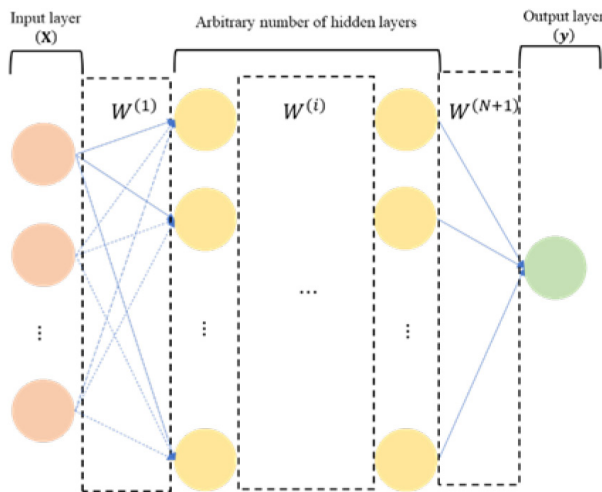 Input layer
(X)
Arbitrary number of hidden layers
Output layer
(y)
W^(1)
W^(i)
W^(N+1)
...
...
...
...